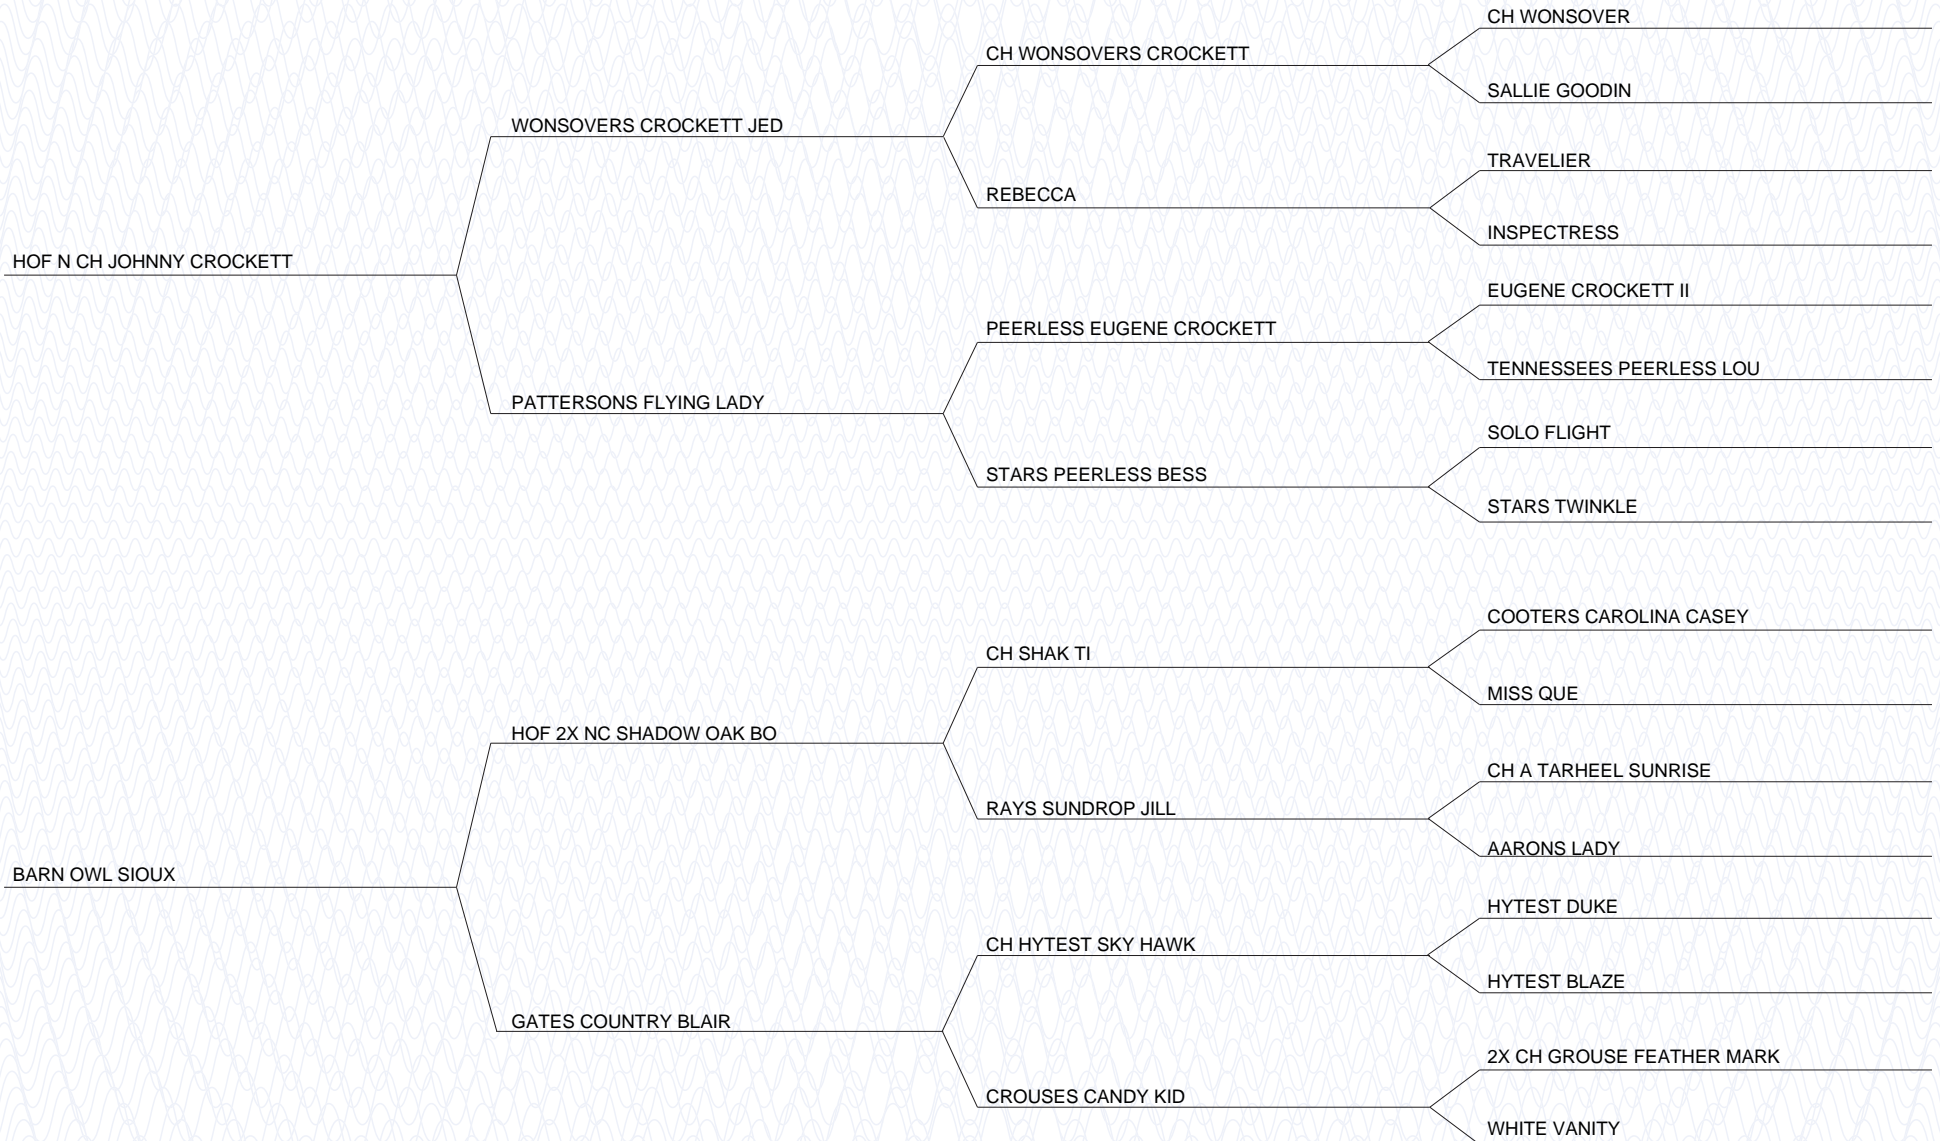 CH WONSOVER
CH WONSOVERS CROCKETT
SALLIE GOODIN
WONSOVERS CROCKETT JED
TRAVELIER
REBECCA
INSPECTRESS
HOF N CH JOHNNY CROCKETT
EUGENE CROCKETT II
PEERLESS EUGENE CROCKETT
TENNESSEES PEERLESS LOU
PATTERSONS FLYING LADY
SOLO FLIGHT
STARS PEERLESS BESS
STARS TWINKLE
COOTERS CAROLINA CASEY
CH SHAK TI
MISS QUE
HOF 2X NC SHADOW OAK BO
CH A TARHEEL SUNRISE
RAYS SUNDROP JILL
AARONS LADY
BARN OWL SIOUX
HYTEST DUKE
CH HYTEST SKY HAWK
HYTEST BLAZE
GATES COUNTRY BLAIR
2X CH GROUSE FEATHER MARK
CROUSES CANDY KID
WHITE VANITY